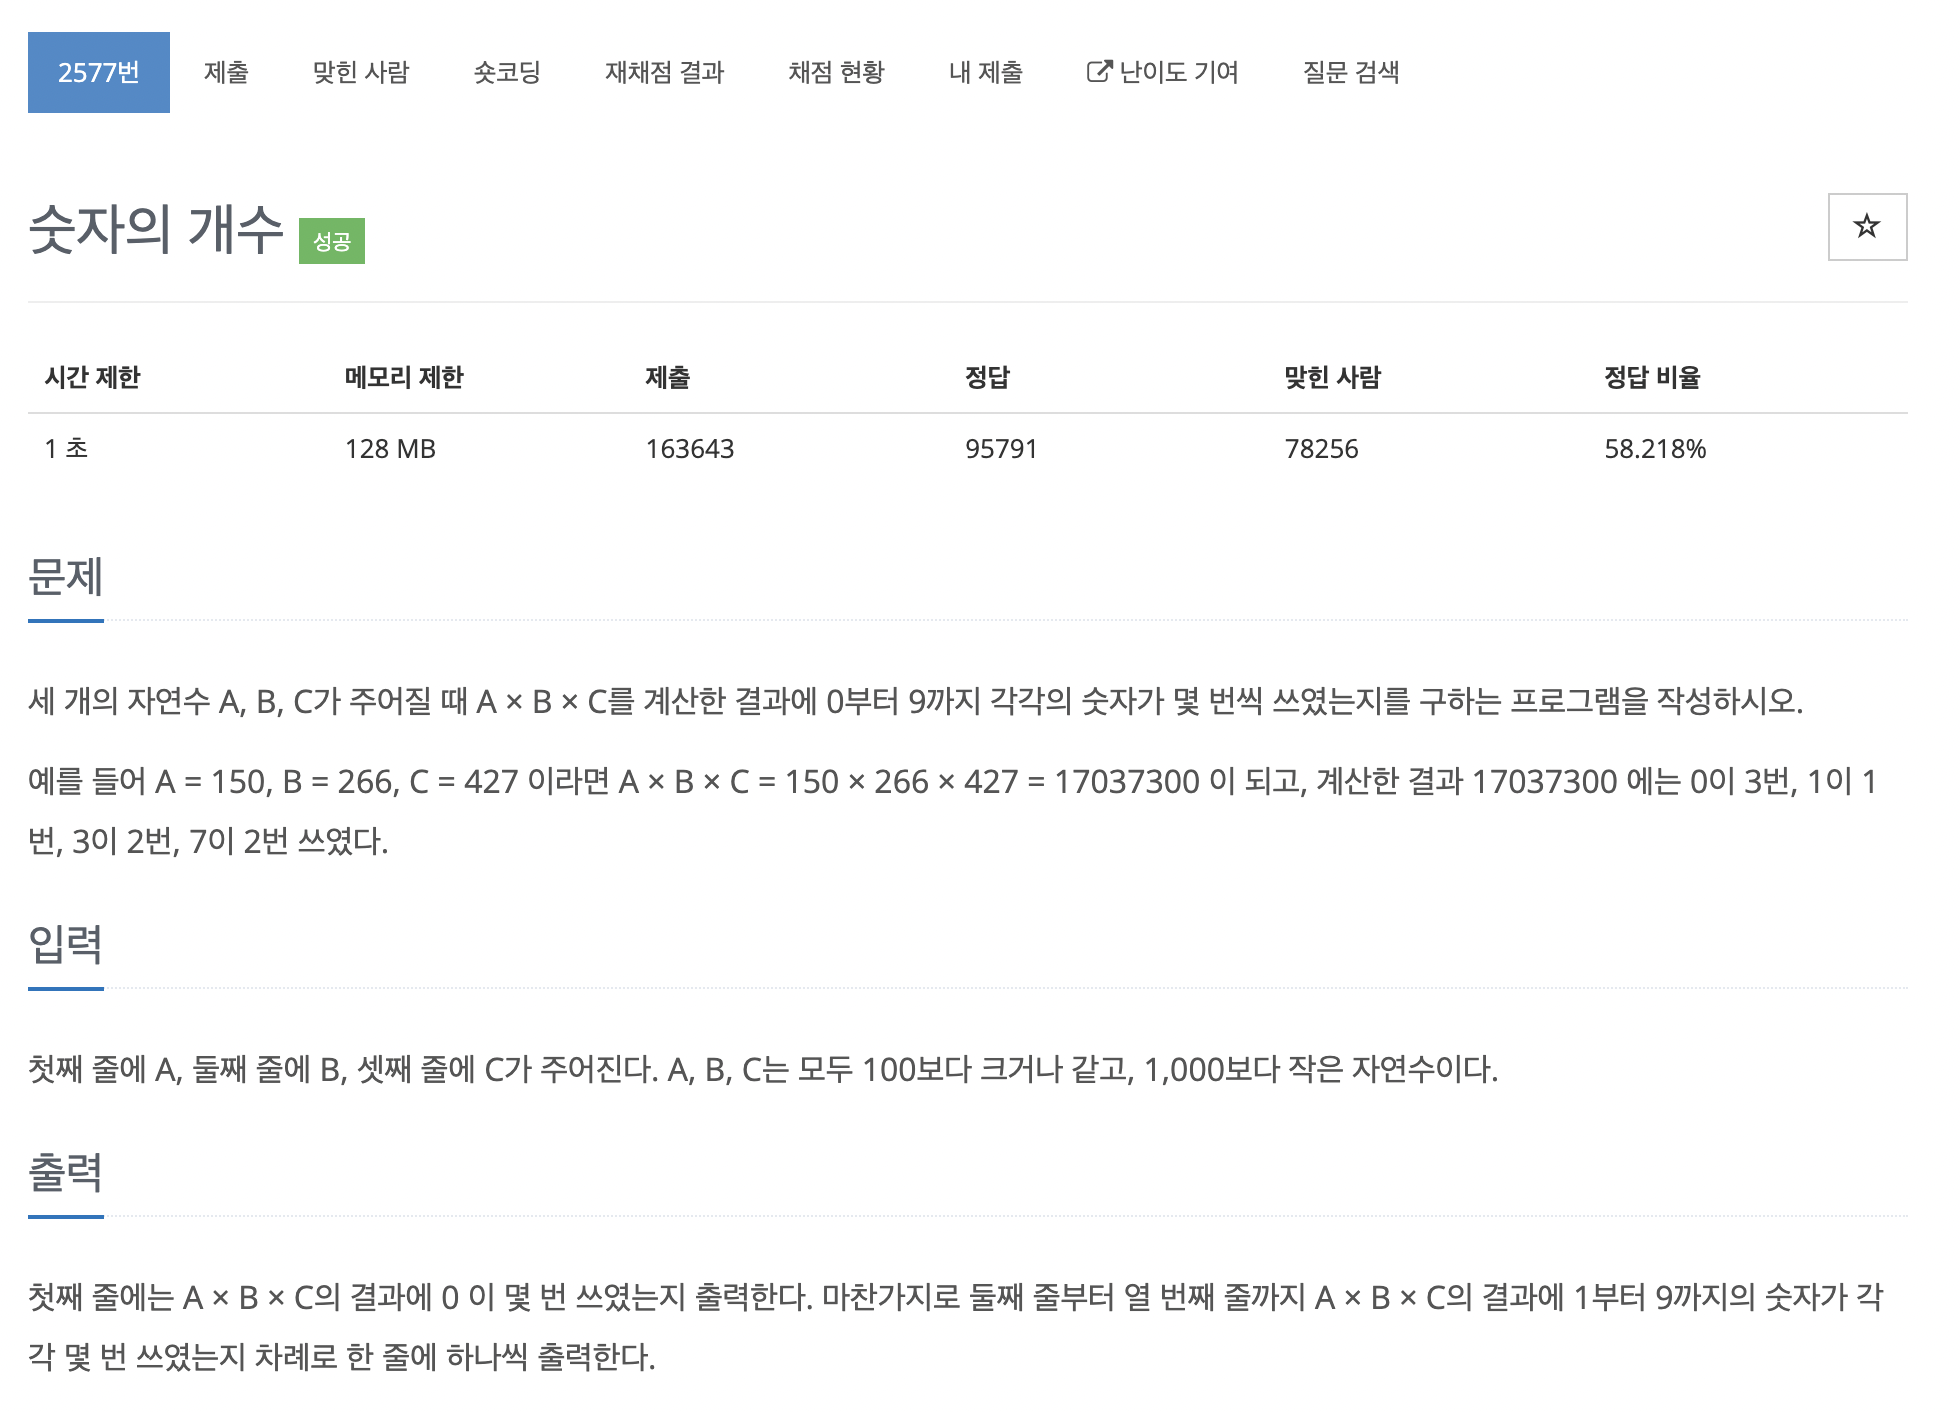 2577번 제출 맞힌 사람 숏코딩 재채점 결과 채점 현황 내 제출 난이도 기여 질문 검색
숫자의 개수 성공
시간 제한 메모리 제한 제출 정답 맞힌 사람 정답 비율
1 초 128 MB 163643 95791 78256 58.218%
문제
세 개의 자연수 A, B, C가 주어질 때 A × B × C를 계산한 결과에 0부터 9까지 각각의 숫자가 몇 번씩 쓰였는지를 구하는 프로그램을 작성하시오.
예를 들어 A = 150, B = 266, C = 427 이라면 A × B × C = 150 × 266 × 427 = 17037300 이 되고, 계산한 결과 17037300 에는 0이 3번, 1이 1
번, 3이 2번, 7이 2번 쓰였다.
입력
첫째 줄에 A, 둘째 줄에 B, 셋째 줄에 C가 주어진다. A, B, C는 모두 100보다 크거나 같고, 1,000보다 작은 자연수이다.
출력
첫째 줄에는 A × B × C의 결과에 0 이 몇 번 쓰였는지 출력한다. 마찬가지로 둘째 줄부터 열 번째 줄까지 A × B × C의 결과에 1부터 9까지의 숫자가 각
각 몇 번 쓰였는지 차례로 한 줄에 하나씩 출력한다.